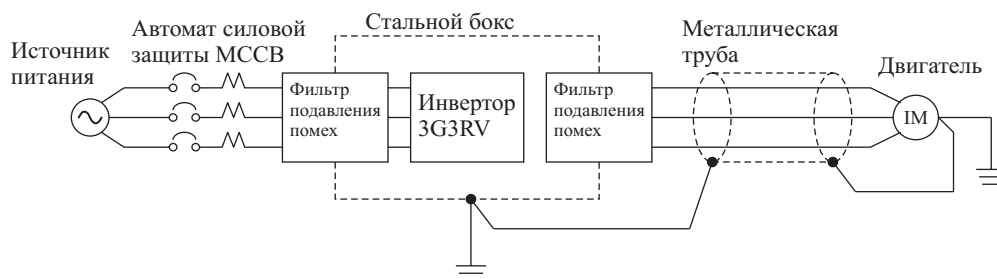 Источник
питания
Автомат силовой
защиты МССВ
Стальной бокс
Фильтр
подавления
помех
Инвертор
3G3RV
Фильтр
подавления
помех
Металлическая
труба
Двигатель
IM